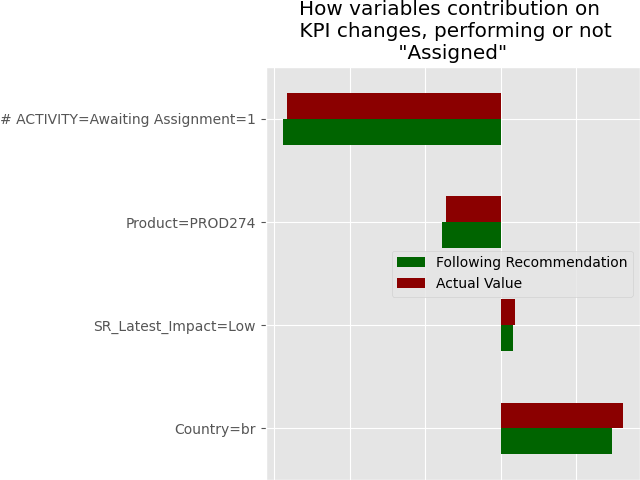 How variables contribution on
KPI changes, performing or not
"Assigned"
# ACTIVITY=Awaiting Assignment=1
Product=PROD274
Following Recommendation
Actual Value
SR_Latest_Impact=Low
Country=br